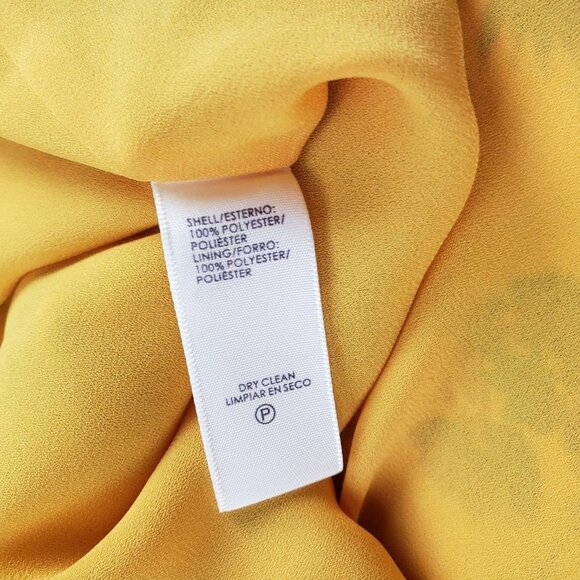 SHELL/ESTERNO:
100% POLYESTER/
POLIÉSTER
LINING/FORRO:
100% POLYESTER/
POLIÉSTER
DRY CLEAN
LIMPIAR EN SECO
P